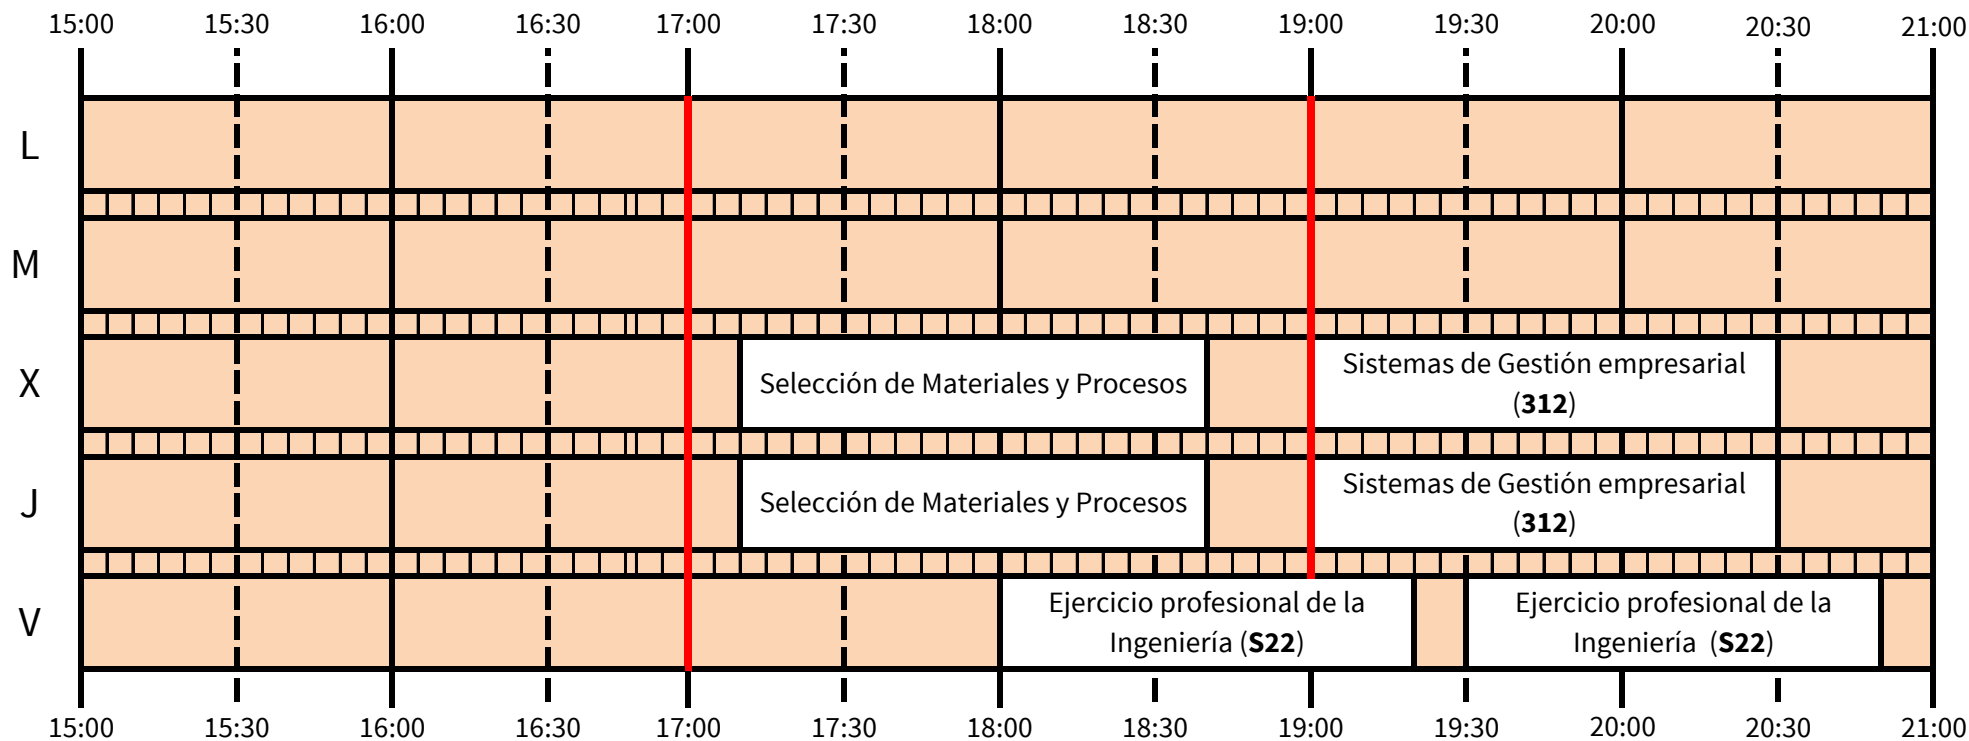 15:00 15:30 16:00 16:30 17:00 17:30 18:00 18:30 19:00 19:30 20:00 20:30 21:00
L
M
X
Selección de Materiales y Procesos
Sistemas de Gestión empresarial
(312)
J
Selección de Materiales y Procesos
Sistemas de Gestión empresarial
(312)
V
Ejercicio profesional de la
Ingeniería (S22)
Ejercicio profesional de la
Ingeniería (S22)
15:00 15:30 16:00 16:30 17:00 17:30 18:00 18:30 19:00 19:30 20:00 20:30 21:00